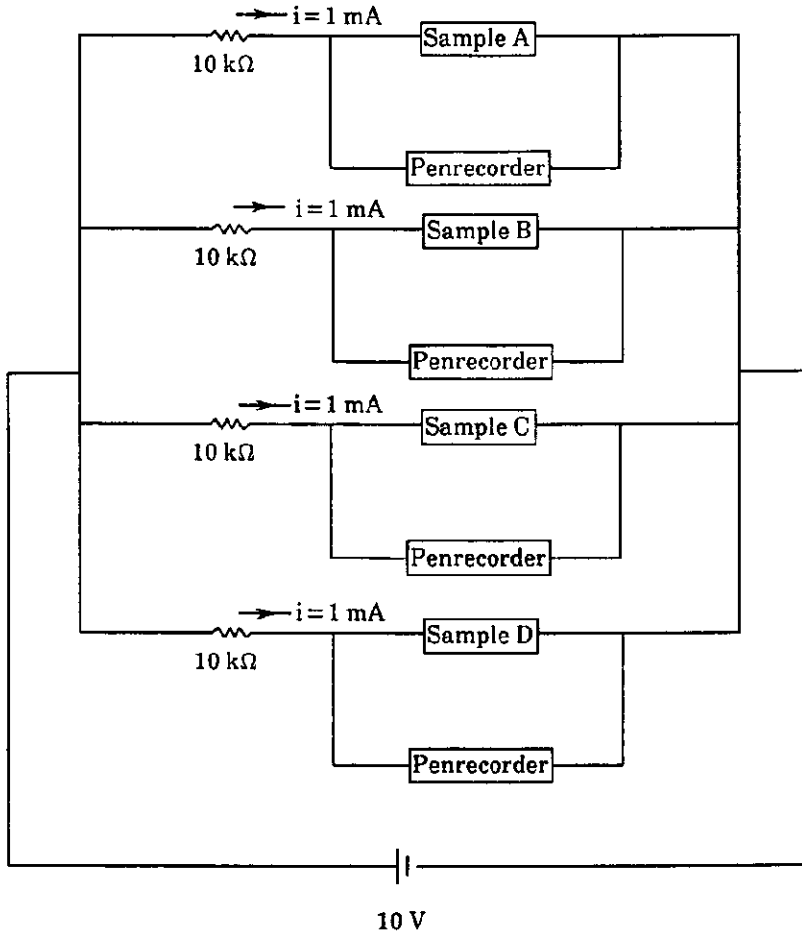 i = 1 mA
Sample A
10 kΩ
Penrecorder
i = 1 mA
Sample B
10 kΩ
Penrecorder
i = 1 mA
Sample C
10 kΩ
Penrecorder
i = 1 mA
Sample D
10 kΩ
Penrecorder
10 V